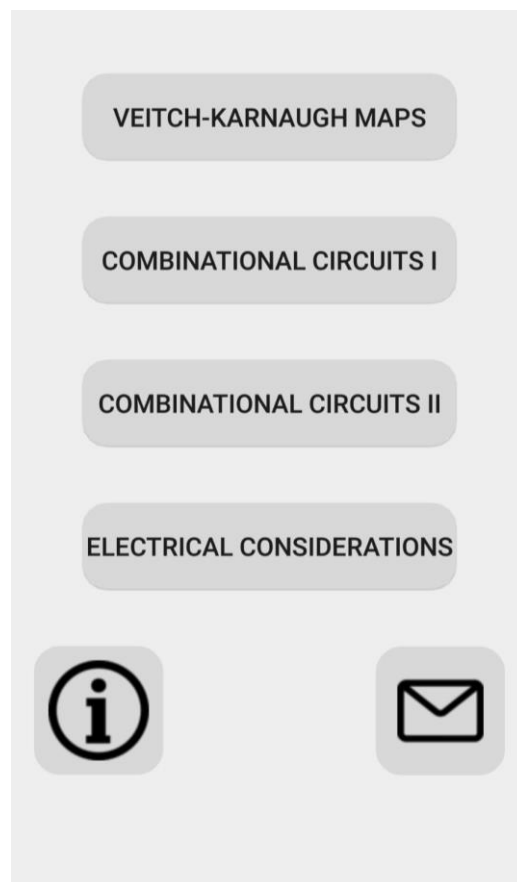 VEITCH-KARNAUGH MAPS
COMBINATIONAL CIRCUITS I
COMBINATIONAL CIRCUITS II
ELECTRICAL CONSIDERATIONS